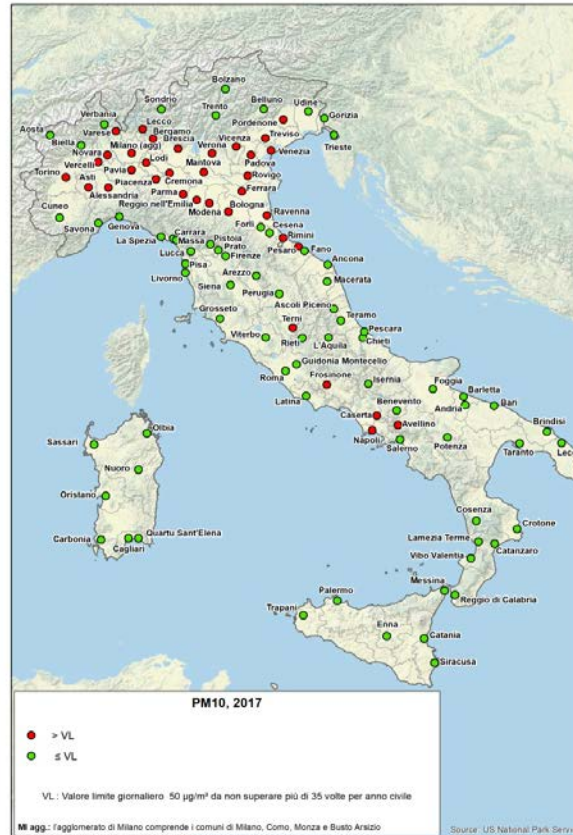 Bolzano
Sondrio
Belluno
Udine
Verbania
Lecco
Trento
Gorizia
Aosta
Varese
Bergamo
Pordenone
Biella
Brescia
Vicenza
Treviso
Trieste
Novara
Milano (agg)
Verona
Venezia
Vercelli
Lodi
Mantova
Padova
Torino
Pavia
Rovigo
Asti
Piacenza
Cremona
Ferrara
Alessandria
Parma
Cuneo
Reggio nell'Emilia
Bologna
Savona
Genova
Modena
Ravenna
Forlì
Cesena
La Spezia
Carrara
Massa
Pistoia
Rimini
Lucca
Prato
Pesaro
Fano
Firenze
Pisa
Ancona
Livorno
Arezzo
Macerata
Siena
Perugia
Ascoli Piceno
Grosseto
Terni
Teramo
Viterbo
Rieti
Pescara
L'Aquila
Chieti
Guidonia Montecelio
Roma
Frosinone
Isernia
Foggia
Barletta
Latina
Benevento
Andria
Bari
Caserta
Avellino
Brindisi
Olbia
Napoli
Salerno
Potenza
Taranto
Lecc
Sassari
Nuoro
Oristano
Cosenza
Crotone
Carbonia
Quartu Sant'Elena
Lamezia Terme
Cagliari
Catanzaro
Vibo Valentia
Messina
Palermo
Reggio di Calabria
Trapani
Enna
Catania
Siracusa
PM10, 2017
> VL
≤ VL
VL : Valore limite giornaliero 50 µg/m³ da non superare più di 35 volte per anno civile
MI agg.: l'agglomerato di Milano comprende i comuni di Milano, Como, Monza e Busto Arsizio
Source: US National Park Serv